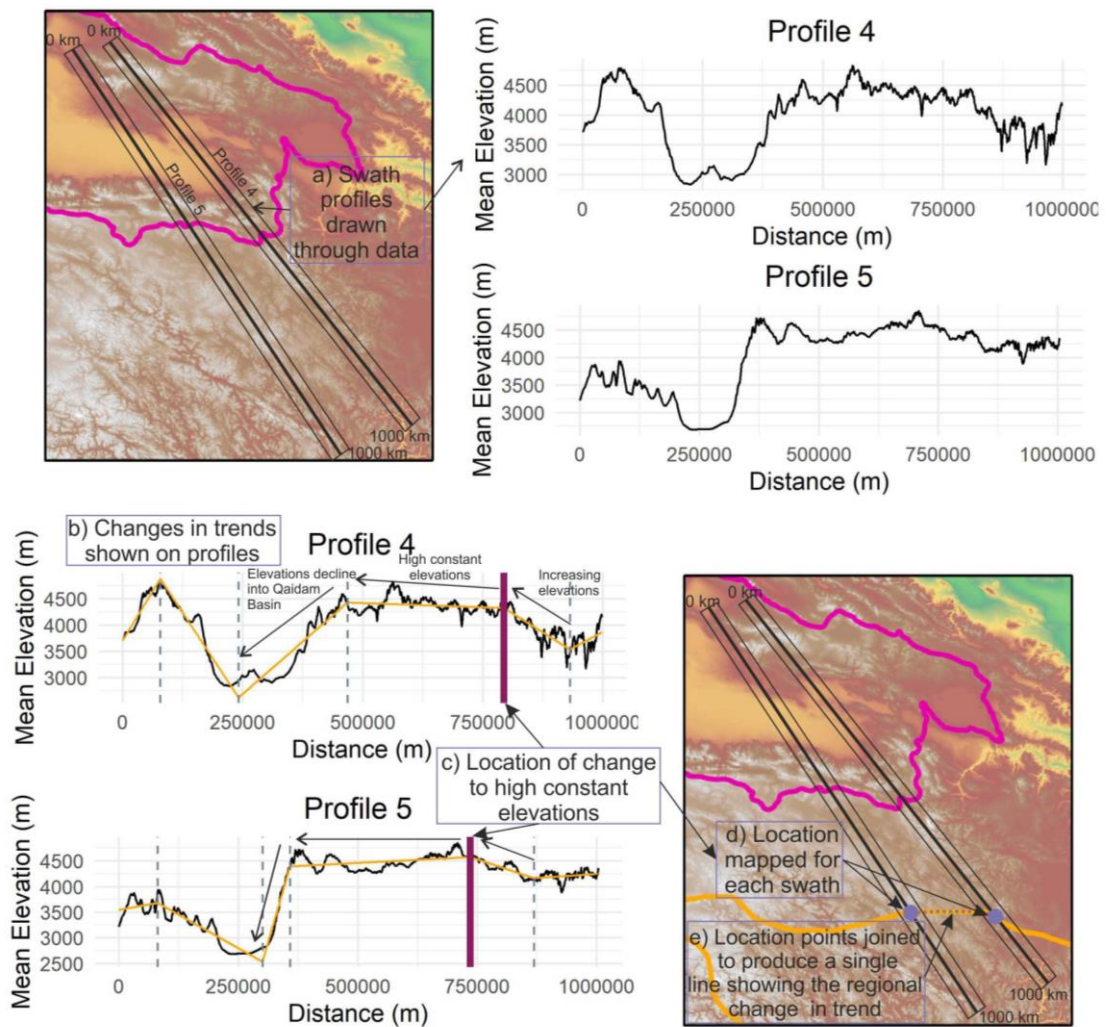 0 km
0 km
Profile 4
Profile 5
a) Swath
profiles
drawn
through data
1000 km
1000 km
Profile 4
Mean Elevation (m)
4500
4000
3500
3000
0
250000
500000
750000
1000000
Distance (m)
Profile 5
Mean Elevation (m)
4500
4000
3500
3000
0
250000
500000
750000
1000000
Distance (m)
b) Changes in trends
shown on profiles
Profile 4
Elevations decline
into Qaidam
Basin
High constant
elevations
Increasing
elevations
Mean Elevation (m)
4500
4000
3500
3000
0
250000
500000
750000
1000000
Distance (m)
c) Location of change
to high constant
elevations
Profile 5
Mean Elevation (m)
4500
4000
3500
3000
2500
0
250000
500000
750000
1000000
Distance (m)
0 km
0 km
d) Location
mapped for
each swath
e) Location points joined
to produce a single
line showing the regional
change in trend
1000 km
1000 km